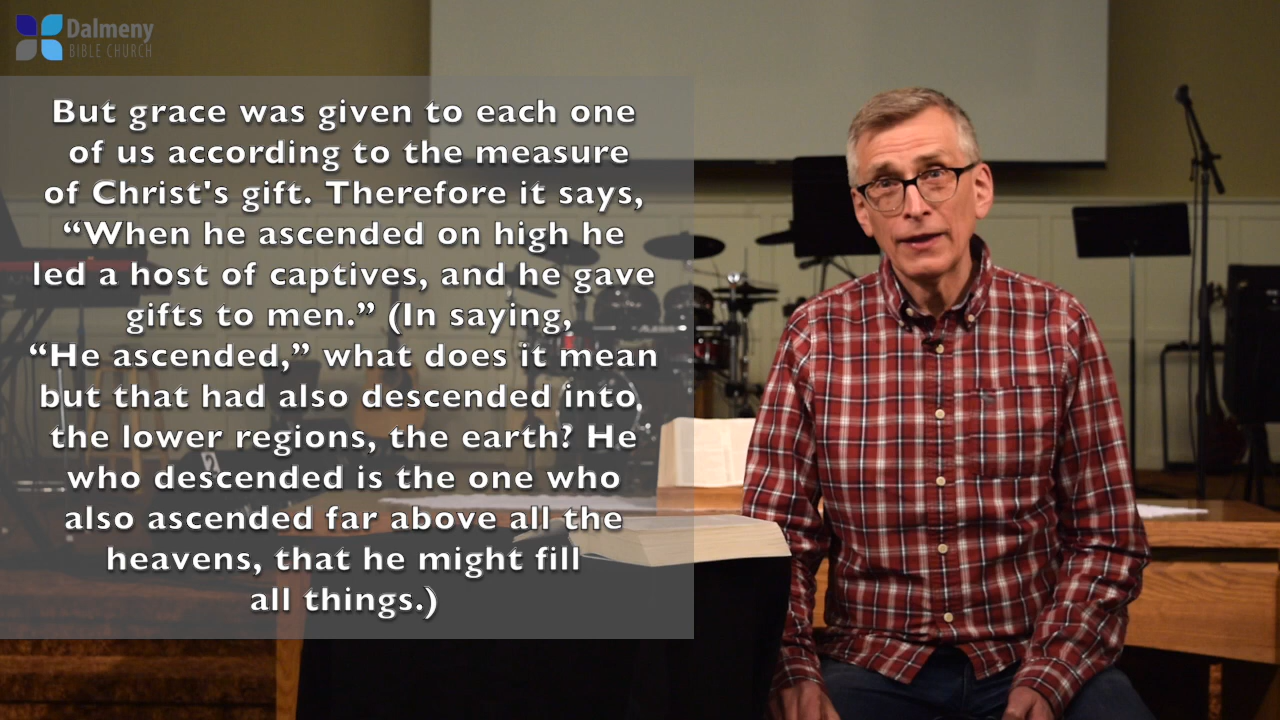 Dalmeny
BIBLE CHURCH
But grace was given to each one
of us according to the measure
of Christ's gift. Therefore it says,
“When he ascended on high he
led a host of captives, and he gave
gifts to men.” (In saying,
“He ascended,” what does it mean
but that had also descended into
the lower regions, the earth? He
who descended is the one who
also ascended far above all the
heavens, that he might fill
all things.)